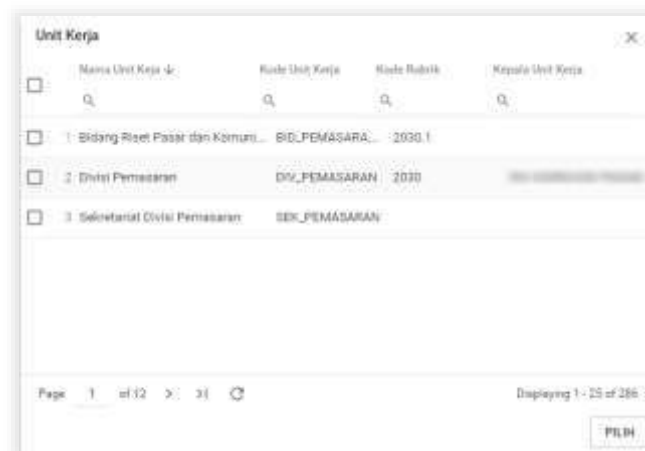 Unit Kerja
Nama Unit Kerja Kode Unit Kerja Kode Rubrik Kepala Unit Kerja
1 Bidang Riset Pasar dan Komuni... BID_PEMASARA... 2030.1
2 Divisi Pemasaran DIV_PEMASARAN 2030
3 Sekretariat Divisi Pemasaran SEK_PEMASARAN
Page 1 of 12 Displaying 1 - 25 of 286
PILIH